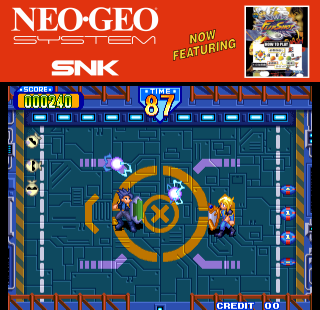 NEO•GEO
SYSTEM
SNK
NOW
FEATURING
HOW TO PLAY
SCORE
000240
TIME
87
CREDIT 00